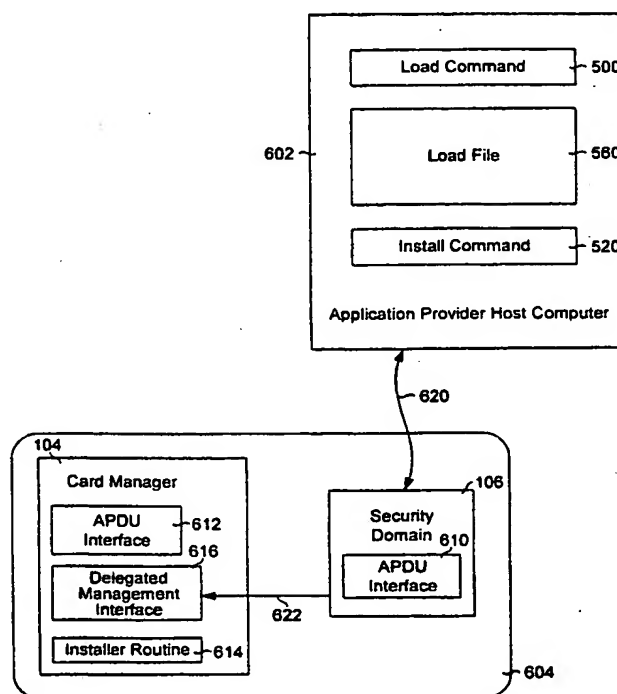 Load Command
500
602
Load File
560
Install Command
520
Application Provider Host Computer
620
104
Card Manager
106
APDU
Interface
612
616
Security
Domain
610
APDU
Interface
Delegated
Management
Interface
622
Installer Routine
614
604